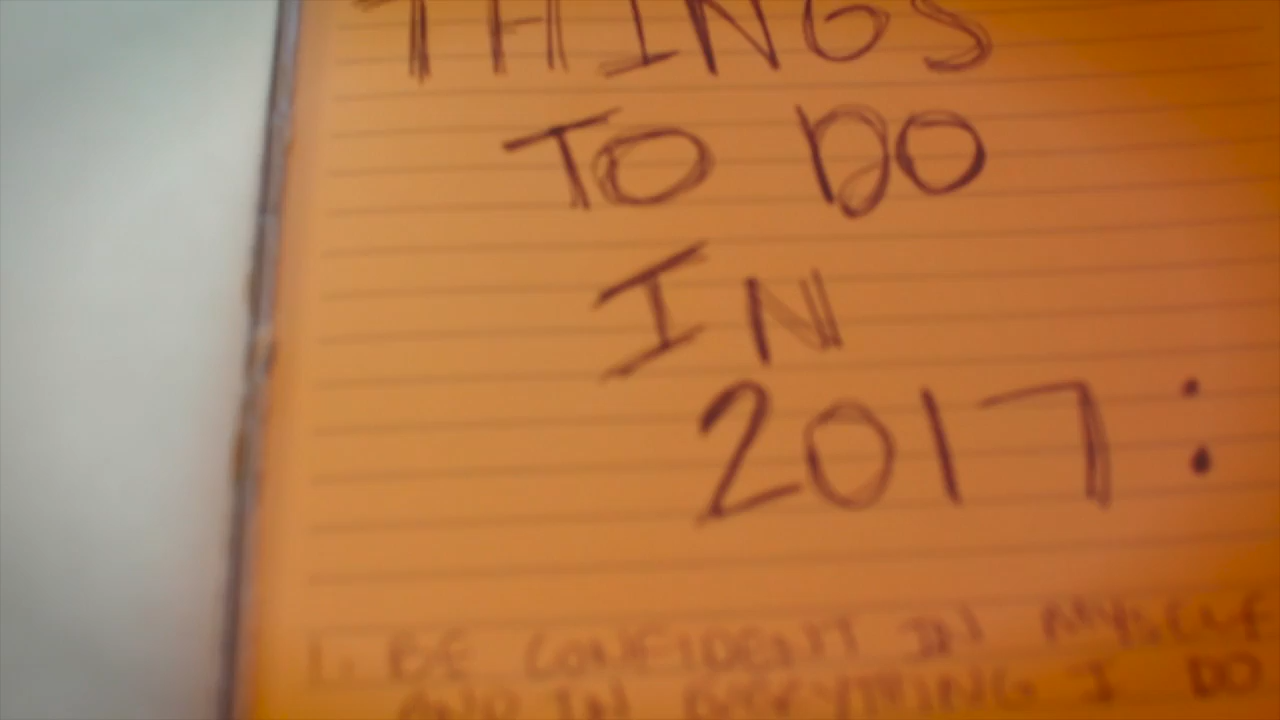 THINGS
TO DO
IN
2017:
1. BE CONFIDENT IN MYSELF
AND IN EVERYTHING I DO